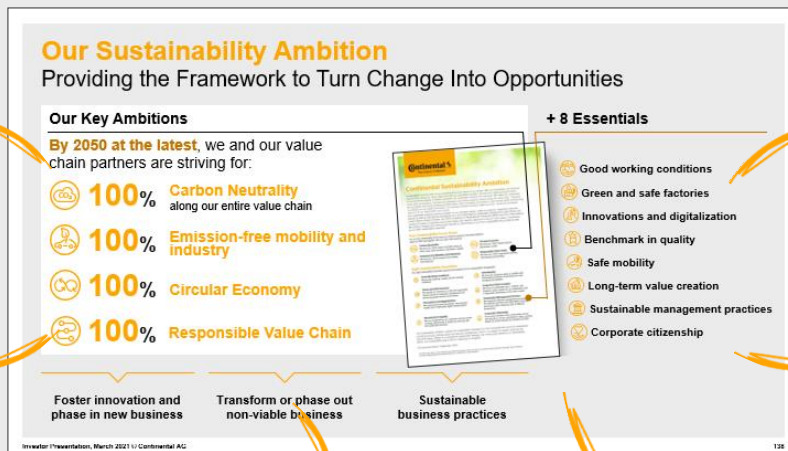 Our Sustainability Ambition
Providing the Framework to Turn Change Into Opportunities
Our Key Ambitions
By 2050 at the latest, we and our value
chain partners are striving for:
100% Carbon Neutrality
along our entire value chain
100% Emission-free mobility and
industry
100% Circular Economy
100% Responsible Value Chain
Continental
Continental Sustainability Ambition
+ 8 Essentials
Good working conditions
Green and safe factories
Innovations and digitalization
Benchmark in quality
Safe mobility
Long-term value creation
Sustainable management practices
Corporate citizenship
Foster innovation and
phase in new business
Transform or phase out
non-viable business
Sustainable
business practices
Investor Presentation, March 2021 © Continental AG
138